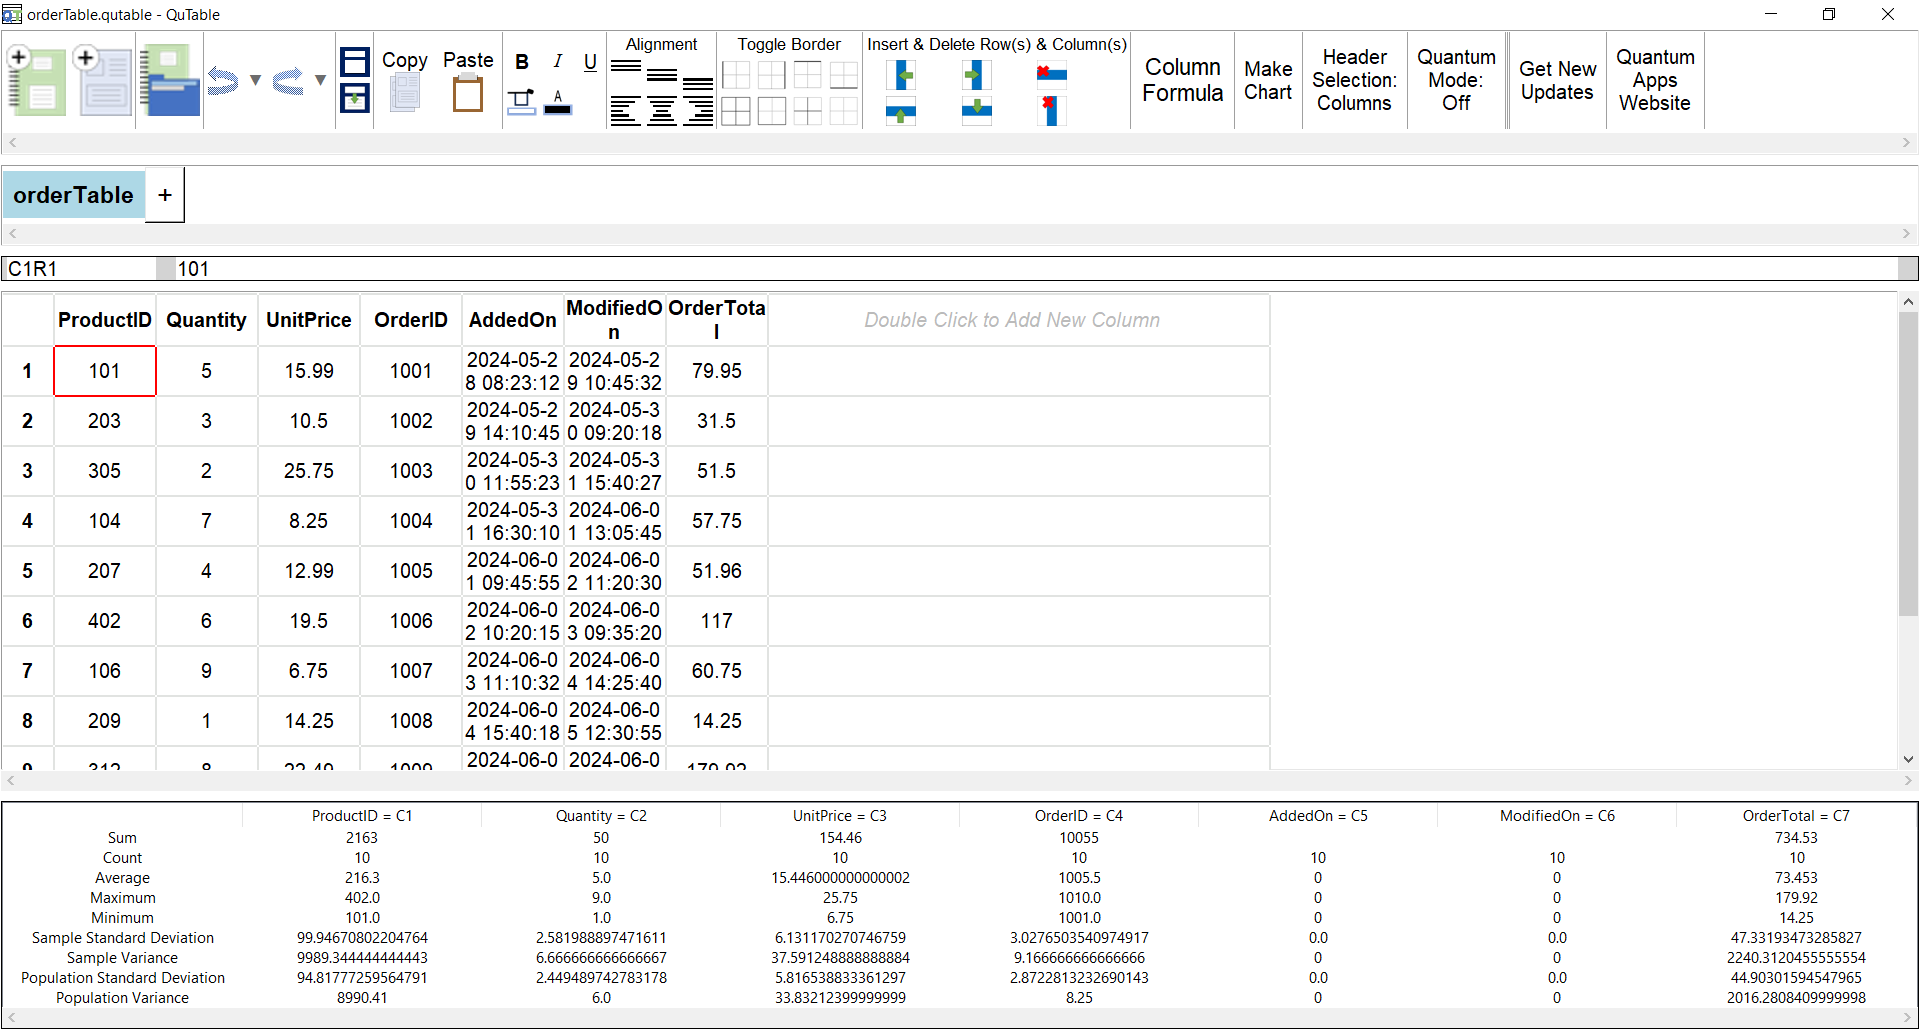 orderTable.qutable - QuTable
Copy Paste B I U Alignment Toggle Border Insert & Delete Row(s) & Column(s)
A
Column Formula
Make Chart
Header Selection: Columns
Quantum Mode: Off
Get New Updates
Quantum Apps Website
orderTable +
C1R1 101
ProductID Quantity UnitPrice OrderID AddedOn ModifiedOn OrderTotal Double Click to Add New Column
1 101 5 15.99 1001 2024-05-28 08:23:12 2024-05-29 10:45:32 79.95
2 203 3 10.5 1002 2024-05-29 14:10:45 2024-05-30 09:20:18 31.5
3 305 2 25.75 1003 2024-05-30 11:55:23 2024-05-31 15:40:27 51.5
4 104 7 8.25 1004 2024-05-31 16:30:10 2024-06-01 13:05:45 57.75
5 207 4 12.99 1005 2024-06-01 09:45:55 2024-06-02 11:20:30 51.96
6 402 6 19.5 1006 2024-06-02 10:20:15 2024-06-03 09:35:20 117
7 106 9 6.75 1007 2024-06-03 11:10:32 2024-06-04 14:25:40 60.75
8 209 1 14.25 1008 2024-06-04 15:40:18 2024-06-05 12:30:55 14.25
9 312 8 22.49 1009 2024-06-0 2024-06-0 179.92
ProductID = C1 Quantity = C2 UnitPrice = C3 OrderID = C4 AddedOn = C5 ModifiedOn = C6 OrderTotal = C7
Sum 2163 50 154.46 10055 734.53
Count 10 10 10 10 10 10 10
Average 216.3 5.0 15.446000000000002 1005.5 0 0 73.453
Maximum 402.0 9.0 25.75 1010.0 0 0 179.92
Minimum 101.0 1.0 6.75 1001.0 0 0 14.25
Sample Standard Deviation 99.94670802204764 2.581988897471611 6.131170270746759 3.0276503540974917 0.0 0.0 47.33193473285827
Sample Variance 9989.344444444443 6.666666666666667 37.591248888888884 9.166666666666666 0 0 2240.3120455555554
Population Standard Deviation 94.81777259564791 2.449489742783178 5.816538833361297 2.8722813232690143 0.0 0.0 44.90301594547965
Population Variance 8990.41 6.0 33.83212399999999 8.25 0 0 2016.2808409999998